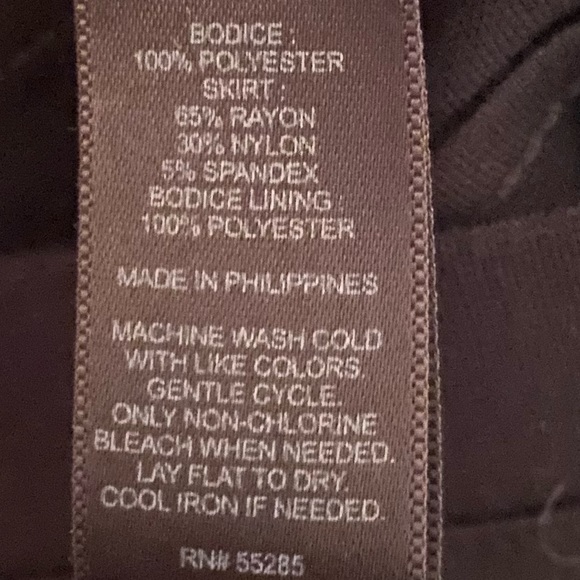 BODICE :
100% POLYESTER
SKIRT :
65% RAYON
30% NYLON
5% SPANDEX
BODICE LINING :
100% POLYESTER
MADE IN PHILIPPINES
MACHINE WASH COLD
WITH LIKE COLORS.
GENTLE CYCLE.
ONLY NON-CHLORINE
BLEACH WHEN NEEDED.
LAY FLAT TO DRY.
COOL IRON IF NEEDED.
RN# 55285